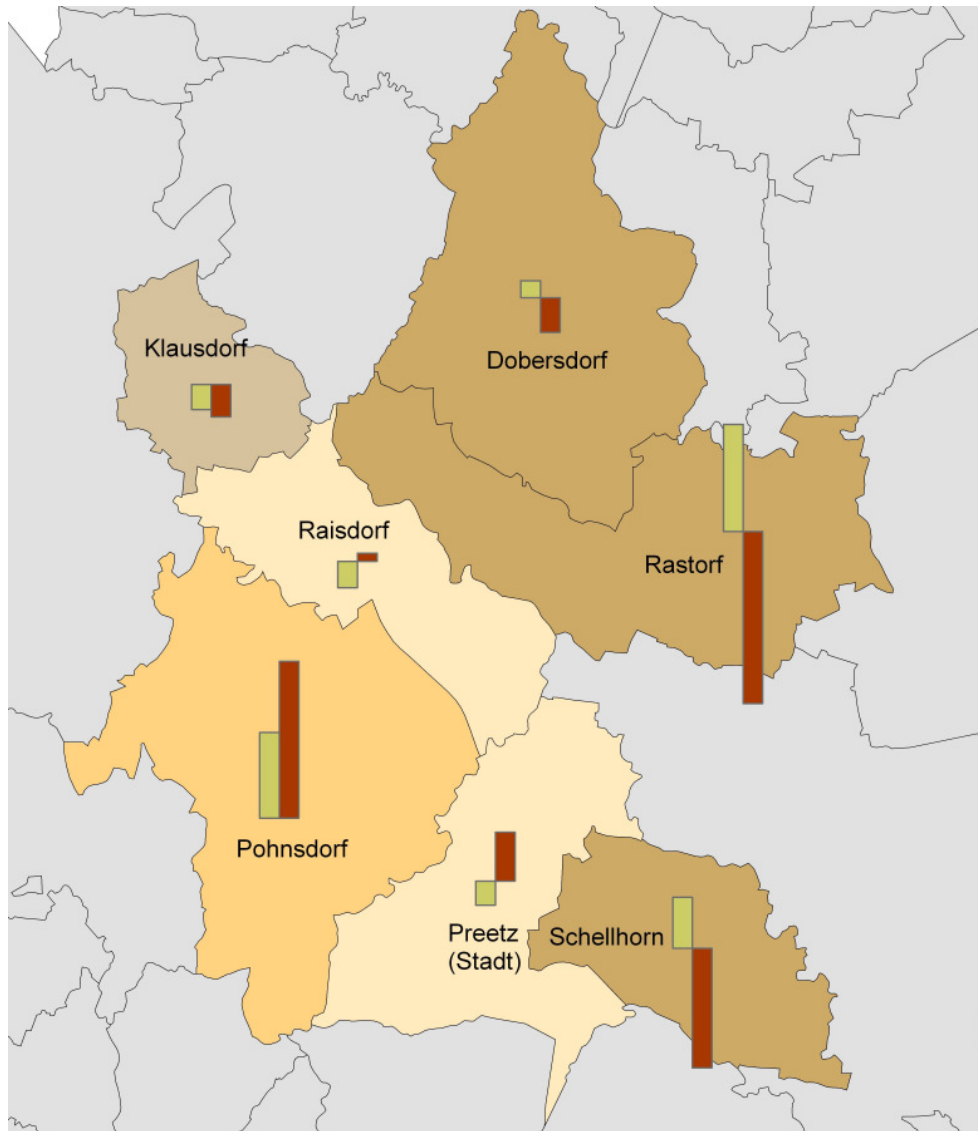 Klausdorf
Dobersdorf
Raisdorf
Rastorf
Pohnsdorf
Preetz
(Stadt)
Schellhorn